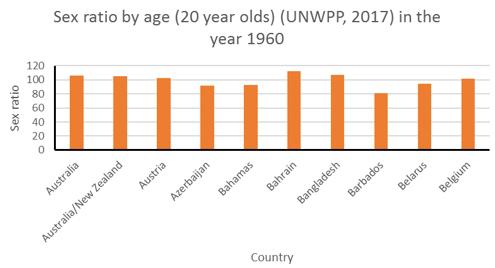 Sex ratio by age (20 year olds) (UNWPP, 2017) in the
year 1960
Sex ratio
120
100
80
60
40
20
0
Australia
Australia/New Zealand
Austria
Azerbaijan
Bahamas
Bahrain
Bangladesh
Barbados
Belarus
Belgium
Country